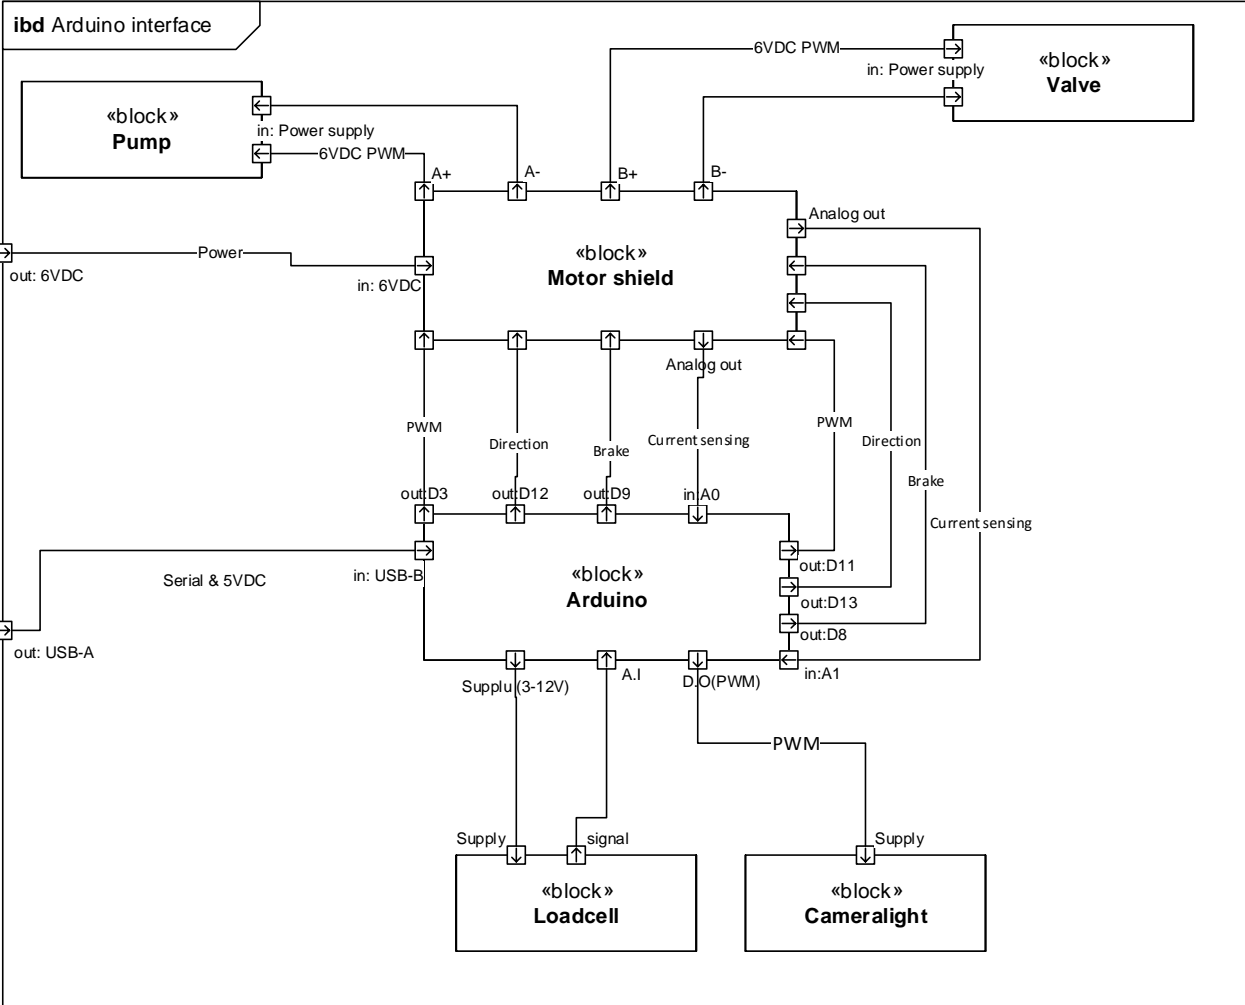 ibd Arduino interface
6VDC PWM
in: Power supply
«block»
Valve
«block»
Pump
in: Power supply
6VDC PWM
A+
A-
B+
B-
Analog out
Power
out: 6VDC
in: 6VDC
«block»
Motor shield
Analog out
PWM
Direction
Brake
Current sensing
PWM
Direction
Brake
Current sensing
out:D3
out:D12
out:D9
in:A0
Serial & 5VDC
in: USB-B
«block»
Arduino
out:D11
out:D13
out:D8
in:A1
out: USB-A
Supplu (3-12V)
A.I
D.O(PWM)
PWM
Supply
signal
Supply
«block»
Loadcell
«block»
Cameralight